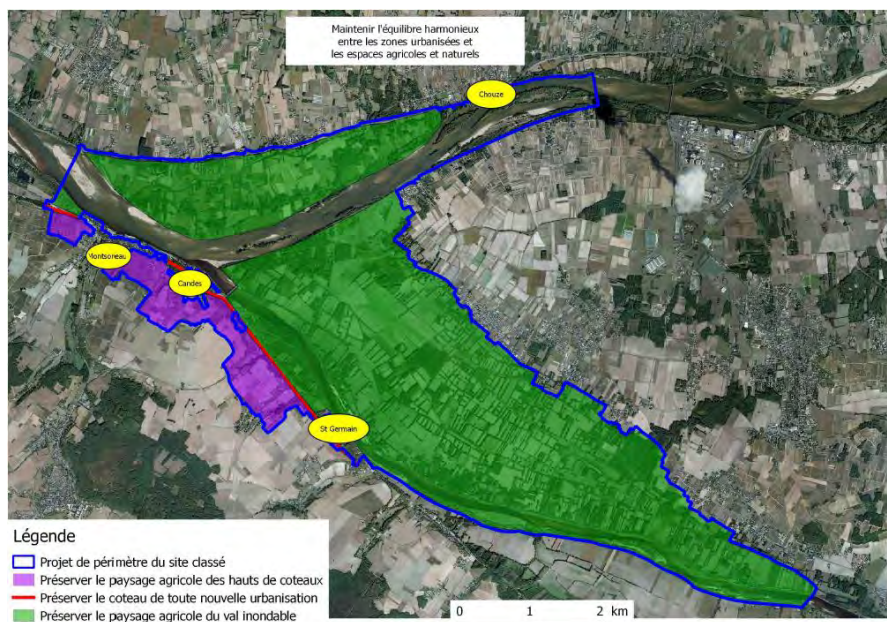 Maintenir l'équilibre harmonieux
entre les zones urbanisées et
les espaces agricoles et naturels
Chouze
Montsoreau
Candes
St Germain
Légende
Projet de périmètre du site classé
Préserver le paysage agricole des hauts de coteaux
Préserver le coteau de toute nouvelle urbanisation
Préserver le paysage agricole du val inondable
0 1 2 km